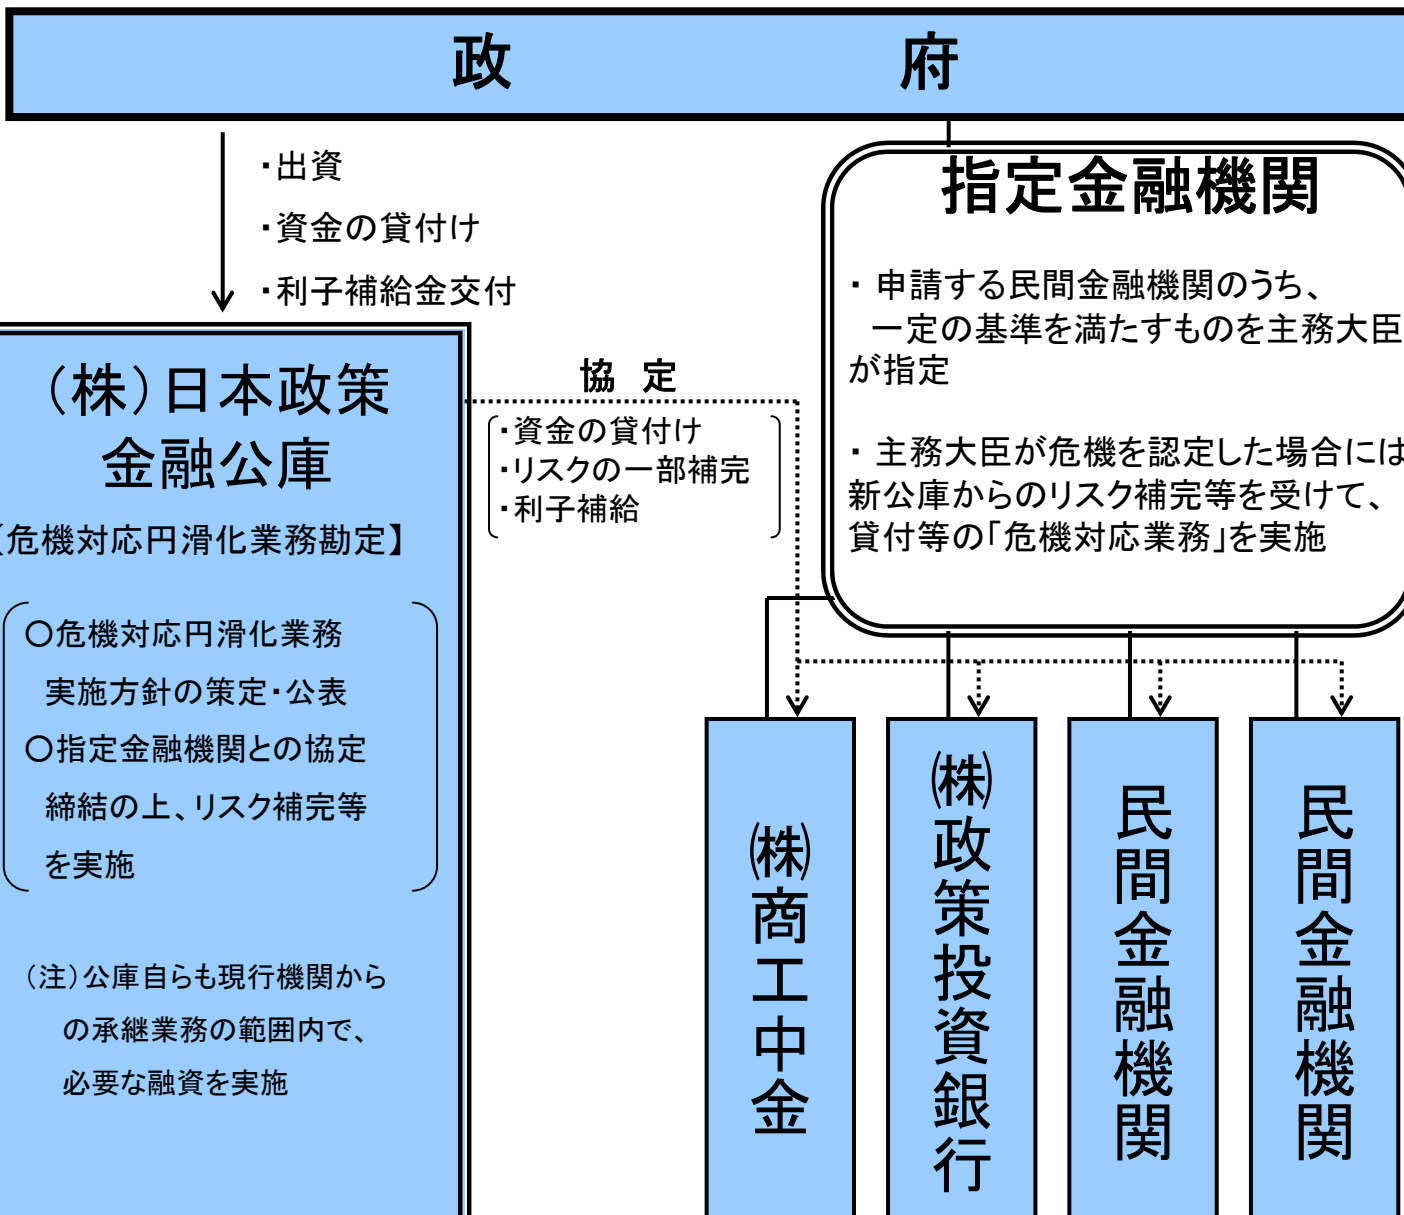 政　府
・出資
・資金の貸付け
・利子補給金交付
(株)日本政策
金融公庫
【危機対応円滑化業務勘定】
○危機対応円滑化業務
実施方針の策定・公表
○指定金融機関との協定
締結の上、リスク補完等
を実施
(注)公庫自らも現行機関から
の承継業務の範囲内で、
必要な融資を実施
協　定
・資金の貸付け
・リスクの一部補完
・利子補給
指定金融機関
・ 申請する民間金融機関のうち、
一定の基準を満たすものを主務大臣
が指定
・ 主務大臣が危機を認定した場合には
新公庫からのリスク補完等を受けて、
貸付等の「危機対応業務」を実施
㈱商工中金
㈱政策投資銀行
民間金融機関
民間金融機関